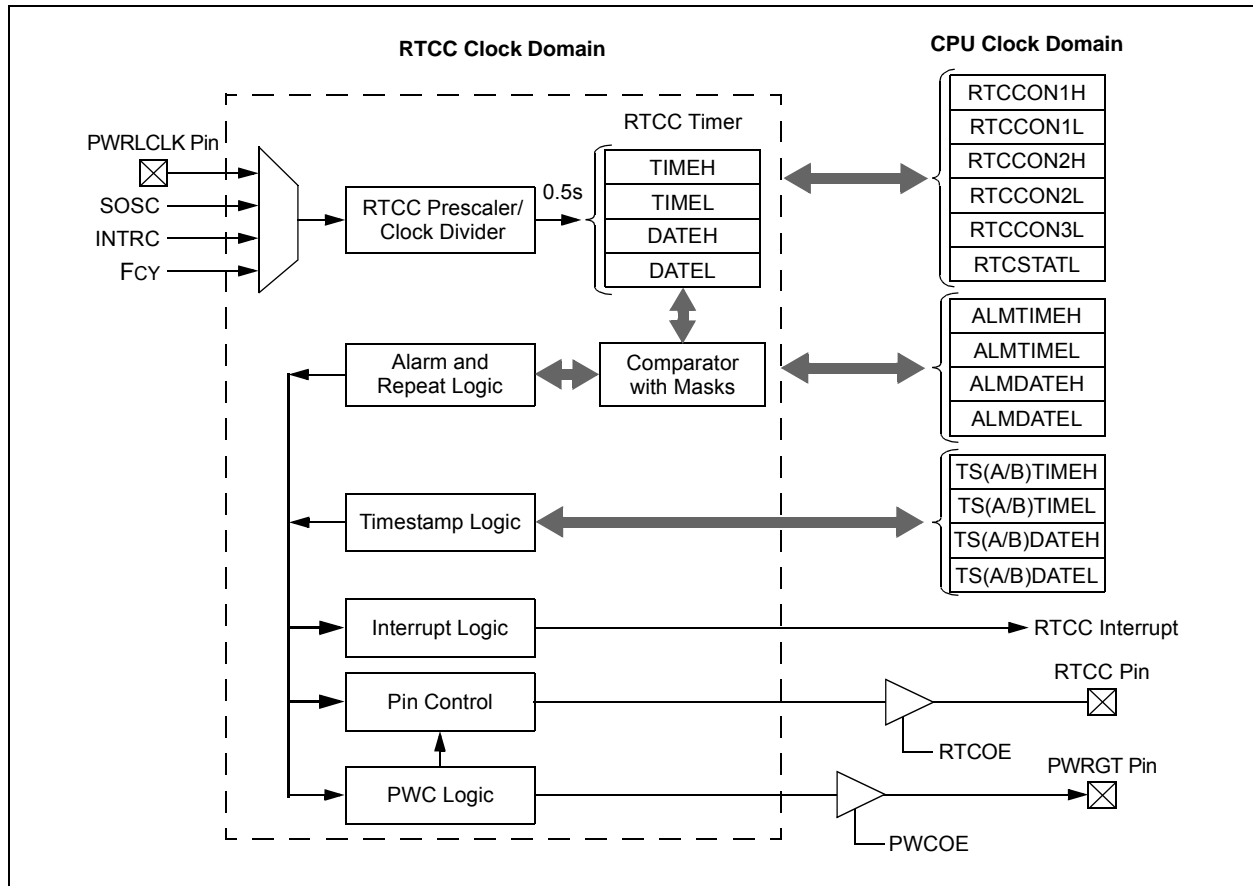 RTCC Clock Domain
CPU Clock Domain
PWRLCLK Pin
SOSC
INTRC
FCY
RTCC Prescaler/
Clock Divider
0.5s
RTCC Timer
TIMEH
TIMEL
DATEH
DATEL
RTCCON1H
RTCCON1L
RTCCON2H
RTCCON2L
RTCCON3L
RTCSTATL
Alarm and
Repeat Logic
Comparator
with Masks
ALMTIMEH
ALMTIMEL
ALMDATEH
ALMDATEL
Timestamp Logic
TS(A/B)TIMEH
TS(A/B)TIMEL
TS(A/B)DATEH
TS(A/B)DATEL
Interrupt Logic
RTCC Interrupt
Pin Control
RTCC Pin
RTCOE
PWC Logic
PWRGT Pin
PWCOE